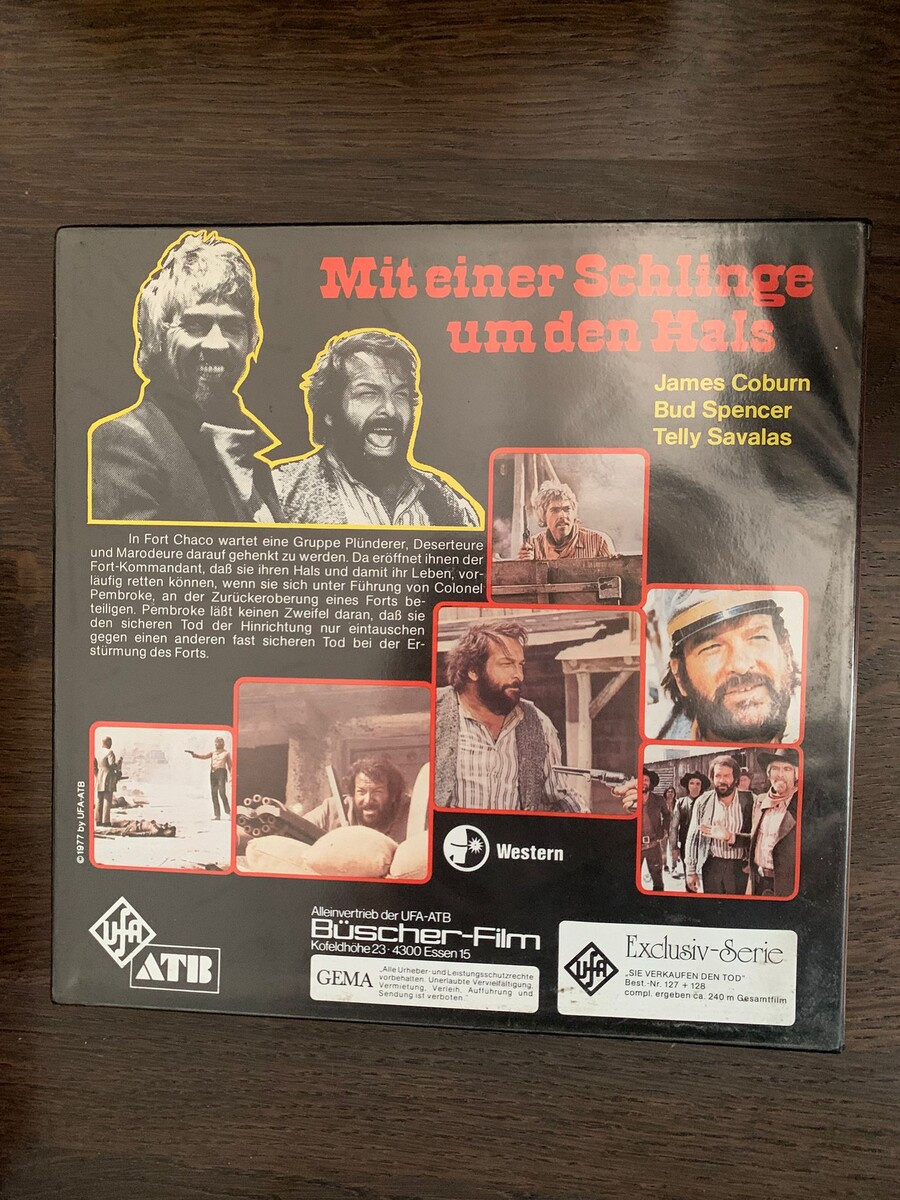 Mit einer Schlinge
um den Hals
James Coburn
Bud Spencer
Telly Savalas
In Fort Chaco wartet eine Gruppe Plünderer, Deserteure
und Marodeure darauf gehenkt zu werden. Da eröffnet ihnen der
Fort-Kommandant, daß sie ihren Hals und damit ihr Leben, vor-
läufig retten können, wenn sie sich unter Führung von Colonel
Pembroke, an der Zurückeroberung eines Forts be-
teiligen. Pembroke läßt keinen Zweifel daran, daß sie
den sicheren Tod der Hinrichtung nur eintauschen
gegen einen anderen fast sicheren Tod bei der Er-
stürmung des Forts.
© 1977 by UFA-ATB
Western
UFA
ATB
Alleinvertrieb der UFA-ATB
Büscher-Film
Kofeldhöhe 23 · 4300 Essen 15
GEMA
„Alle Urheber- und Leistungsschutzrechte
vorbehalten. Unerlaubte Vervielfältigung,
Vermietung, Verleih, Aufführung und
Sendung ist verboten."
UFA
Exclusiv-Serie
„SIE VERKAUFEN DEN TOD"
Best.-Nr. 127 + 128
compl. ergeben ca. 240 m Gesamtfilm